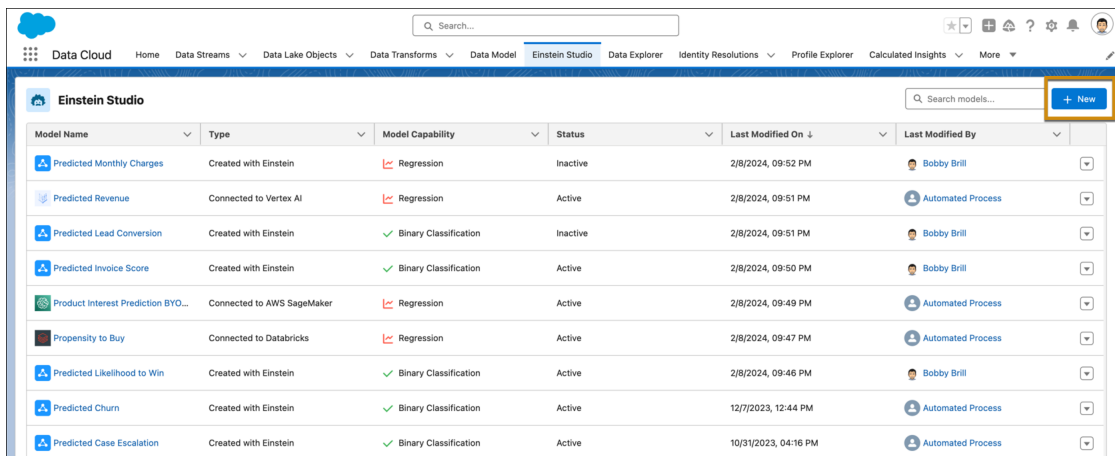 Search...
Data Cloud Home Data Streams Data Lake Objects Data Transforms Data Model Einstein Studio Data Explorer Identity Resolutions Profile Explorer Calculated Insights More
Einstein Studio Search models... + New
Model Name Type Model Capability Status Last Modified On ↓ Last Modified By
Predicted Monthly Charges Created with Einstein Regression Inactive 2/8/2024, 09:52 PM Bobby Brill
Predicted Revenue Connected to Vertex AI Regression Active 2/8/2024, 09:51 PM Automated Process
Predicted Lead Conversion Created with Einstein Binary Classification Inactive 2/8/2024, 09:51 PM Bobby Brill
Predicted Invoice Score Created with Einstein Binary Classification Active 2/8/2024, 09:50 PM Bobby Brill
Product Interest Prediction BYO... Connected to AWS SageMaker Regression Active 2/8/2024, 09:49 PM Automated Process
Propensity to Buy Connected to Databricks Regression Active 2/8/2024, 09:47 PM Automated Process
Predicted Likelihood to Win Created with Einstein Binary Classification Active 2/8/2024, 09:46 PM Bobby Brill
Predicted Churn Created with Einstein Binary Classification Active 12/7/2023, 12:44 PM Automated Process
Predicted Case Escalation Created with Einstein Binary Classification Active 10/31/2023, 04:16 PM Automated Process